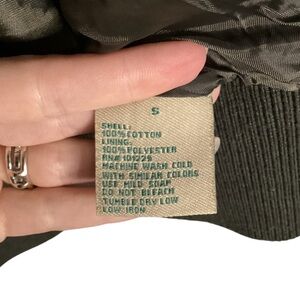 S
SHELL:
100% COTTON
LINING:
100% POLYESTER
RN# 101229
MACHINE WASH COLD
WITH SIMILAR COLORS
USE MILD SOAP
DO NOT BLEACH
TUMBLE DRY LOW
LOW IRON